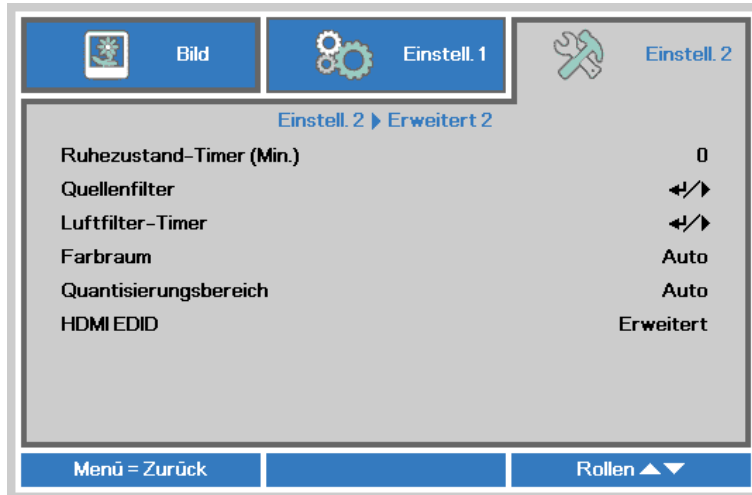 Bild
Einstell. 1
Einstell. 2
Einstell. 2 ▶ Erweitert 2
Ruhezustand-Timer (Min.) 0
Quellenfilter ↵/▶
Luftfilter-Timer ↵/▶
Farbraum Auto
Quantisierungsbereich Auto
HDMI EDID Erweitert
Menü = Zurück Rollen ▲▼